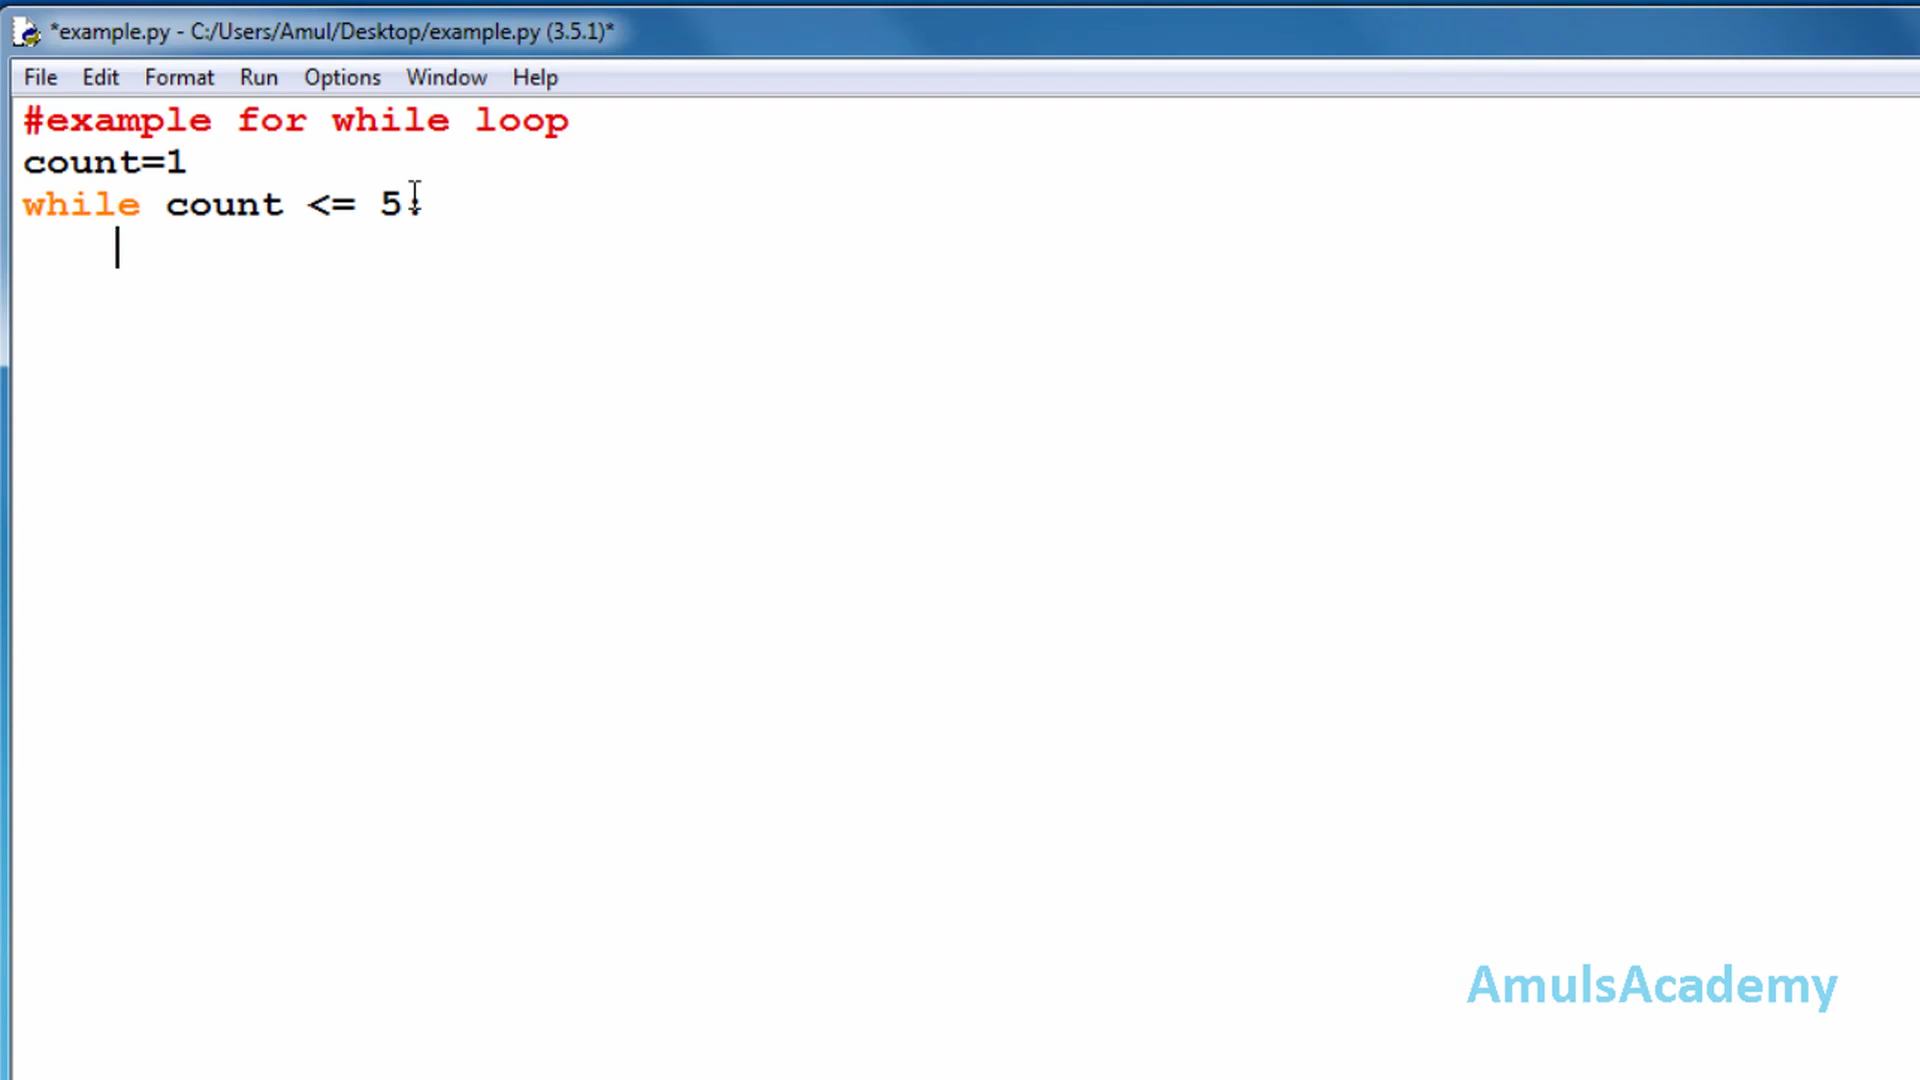 *example.py - C:/Users/Amul/Desktop/example.py (3.5.1)*
File Edit Format Run Options Window Help
#example for while loop
count=1
while count <= 5:
AmulsAcademy